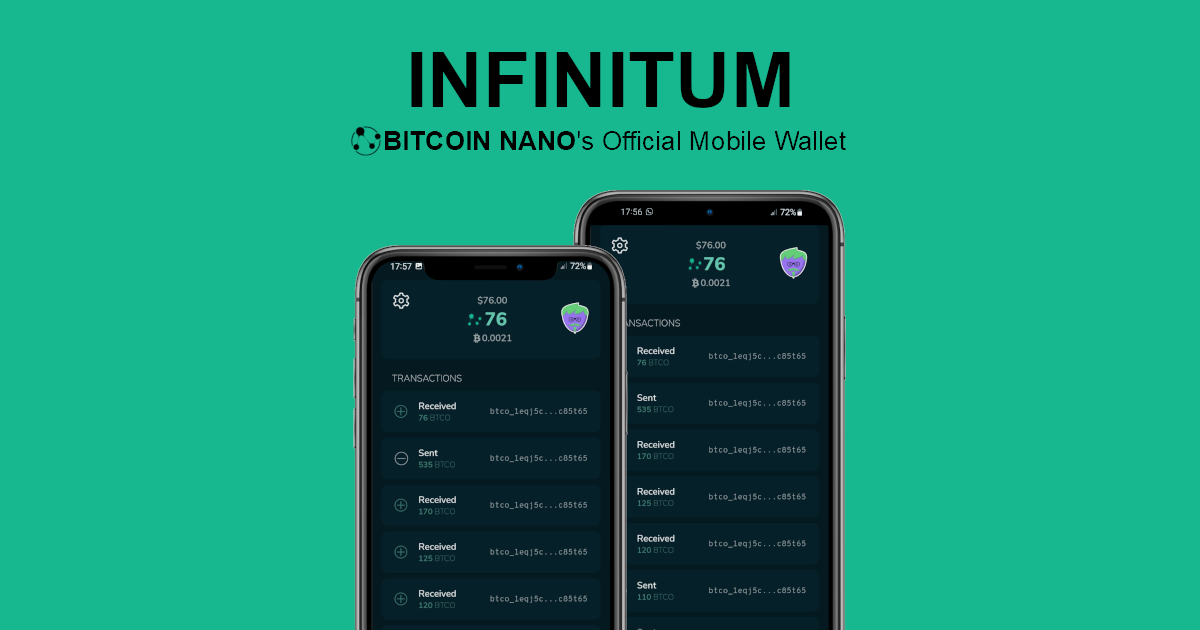 INFINITUM
BITCOIN NANO's Official Mobile Wallet
17:57
72%
$76.00
76
₿0.0021
TRANSACTIONS
Received
76 BTCO
btco_1eqj5c...c85t65
Sent
535 BTCO
btco_1eqj5c...c85t65
Received
170 BTCO
btco_1eqj5c...c85t65
Received
125 BTCO
btco_1eqj5c...c85t65
Received
120 BTCO
btco_1eqj5c...c85t65
17:56
72%
$76.00
76
₿0.0021
ANSACTIONS
Received
76 BTCO
btco_1eqj5c...c85t65
Sent
535 BTCO
btco_1eqj5c...c85t65
Received
170 BTCO
btco_1eqj5c...c85t65
Received
125 BTCO
btco_1eqj5c...c85t65
Received
120 BTCO
btco_1eqj5c...c85t65
Sent
110 BTCO
btco_1eqj5c...c85t65